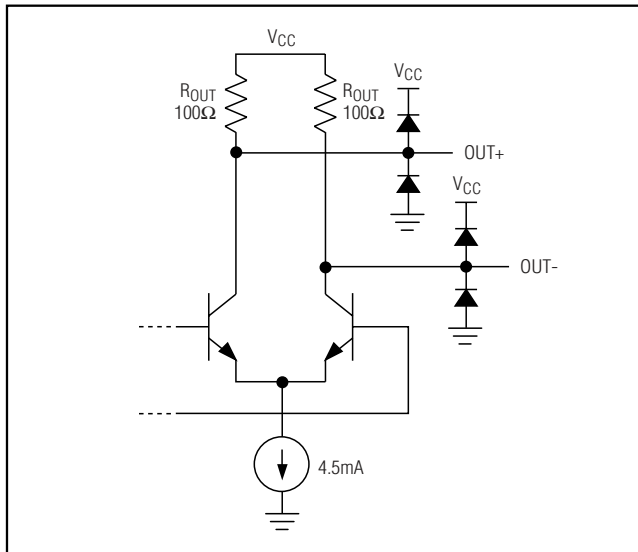 VCC
ROUT
100Ω
ROUT
100Ω
VCC
OUT+
VCC
OUT-
4.5mA